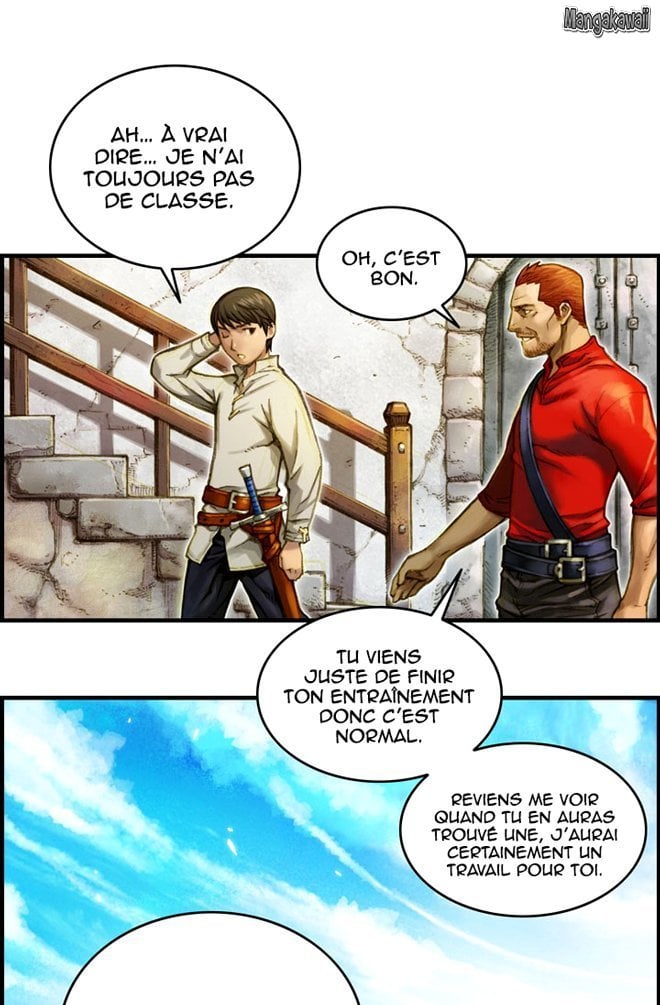 Mangakawaii
AH... À VRAI
DIRE... JE N'AI
TOUJOURS PAS
DE CLASSE.
OH, C'EST
BON.
TU VIENS
JUSTE DE FINIR
TON ENTRAÎNEMENT
DONC C'EST
NORMAL.
REVIENS ME VOIR
QUAND TU EN AURAS
TROUVÉ UNE, J'AURAI
CERTAINEMENT UN
TRAVAIL POUR TOI.